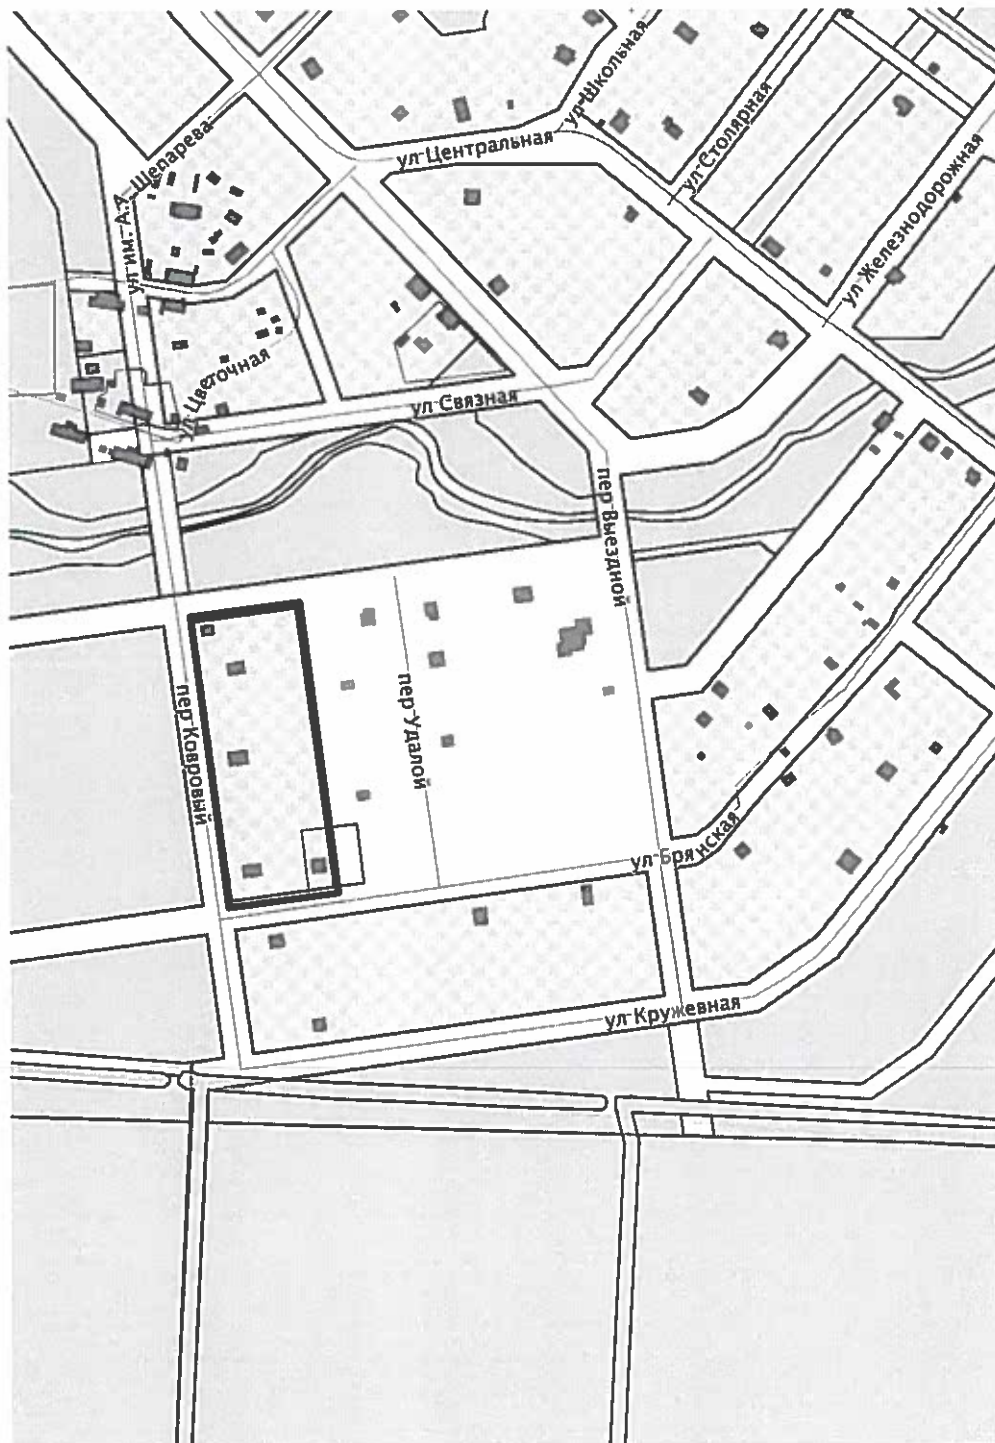 ул Школьная
ул Центральная
ул Столярная
ул им. А.А. Шепарева
ул Железнодорожная
Цветочная
ул Связная
пер Выездной
пер Ковровый
пер Удалой
ул Брянская
ул Кружевная